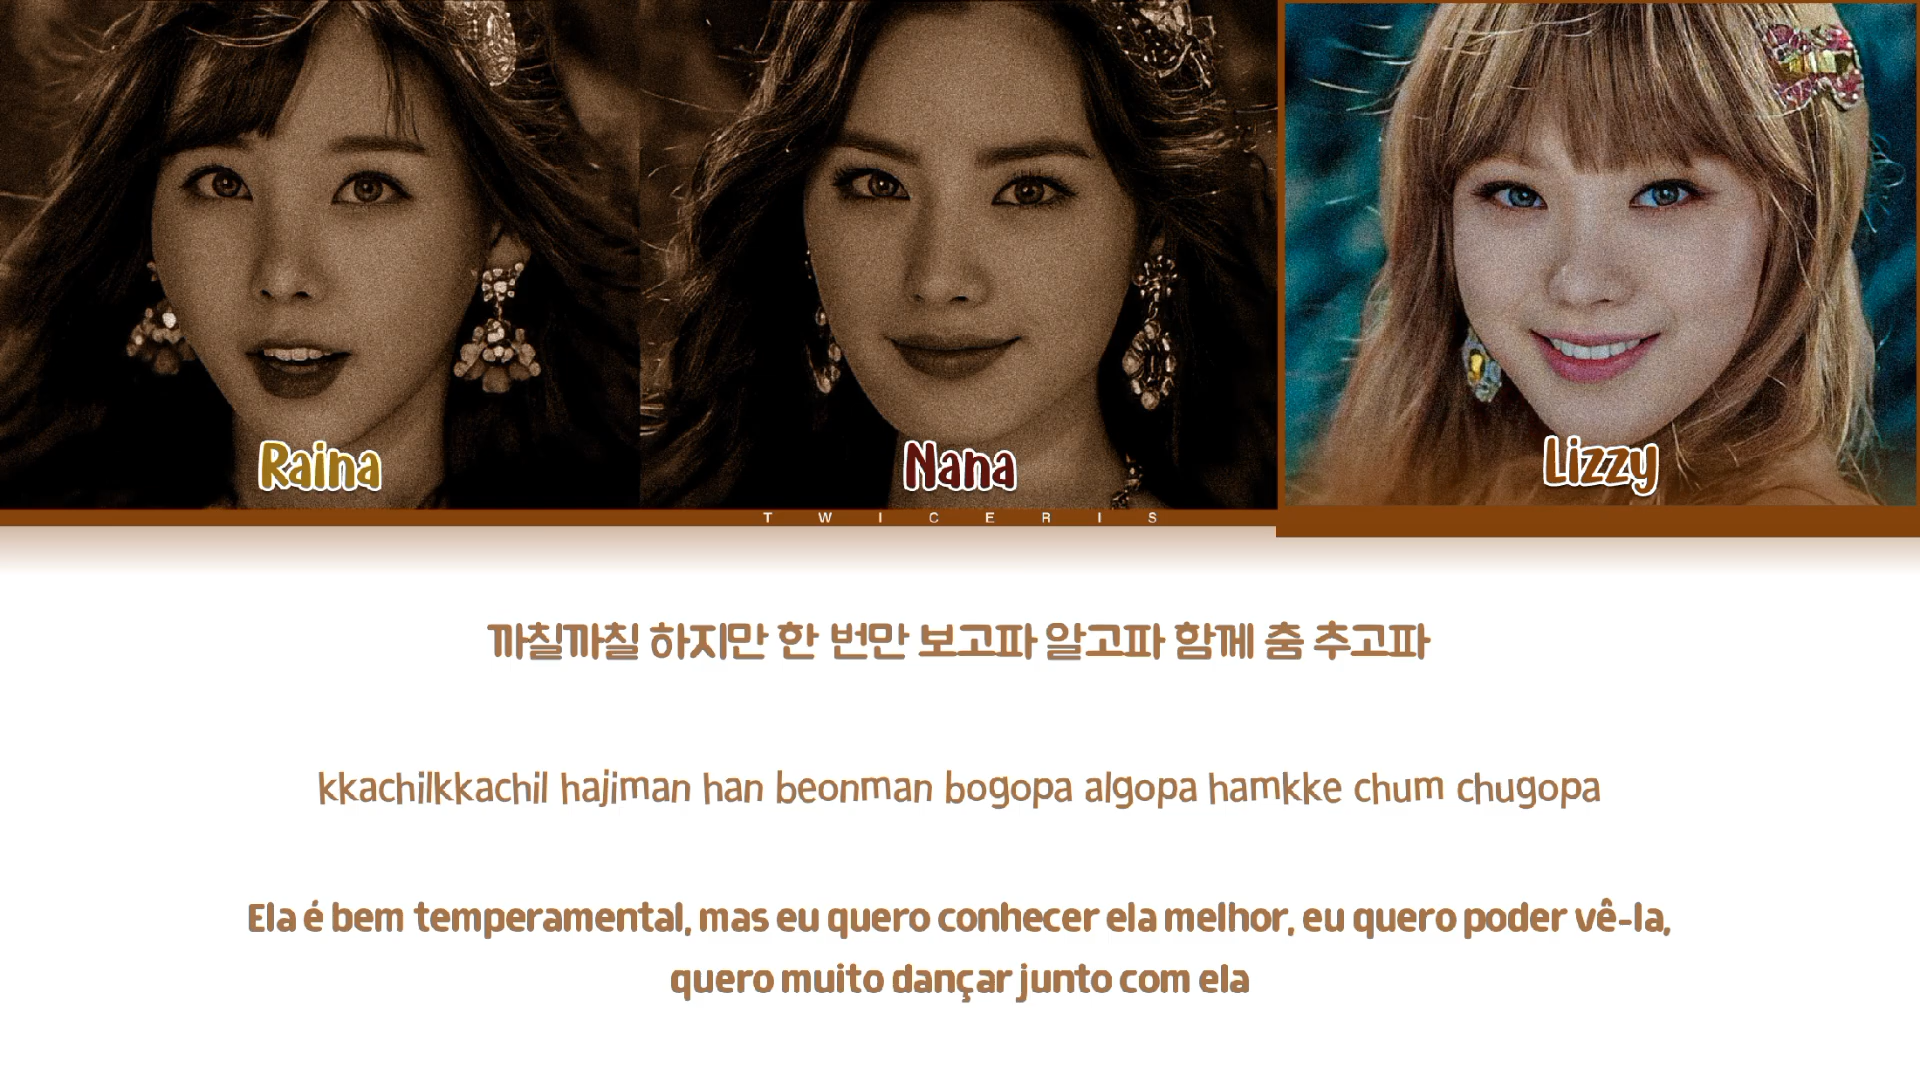 Raina
Nana
Lizzy
TWICERIS
까칠까칠 하지만 한 번만 보고파 알고파 함께 춤 추고파
kkachilkkachil hajiman han beonman bogopa algopa hamkke chum chugopa
Ela é bem temperamental, mas eu quero conhecer ela melhor, eu quero poder vê-la,
quero muito dançar junto com ela